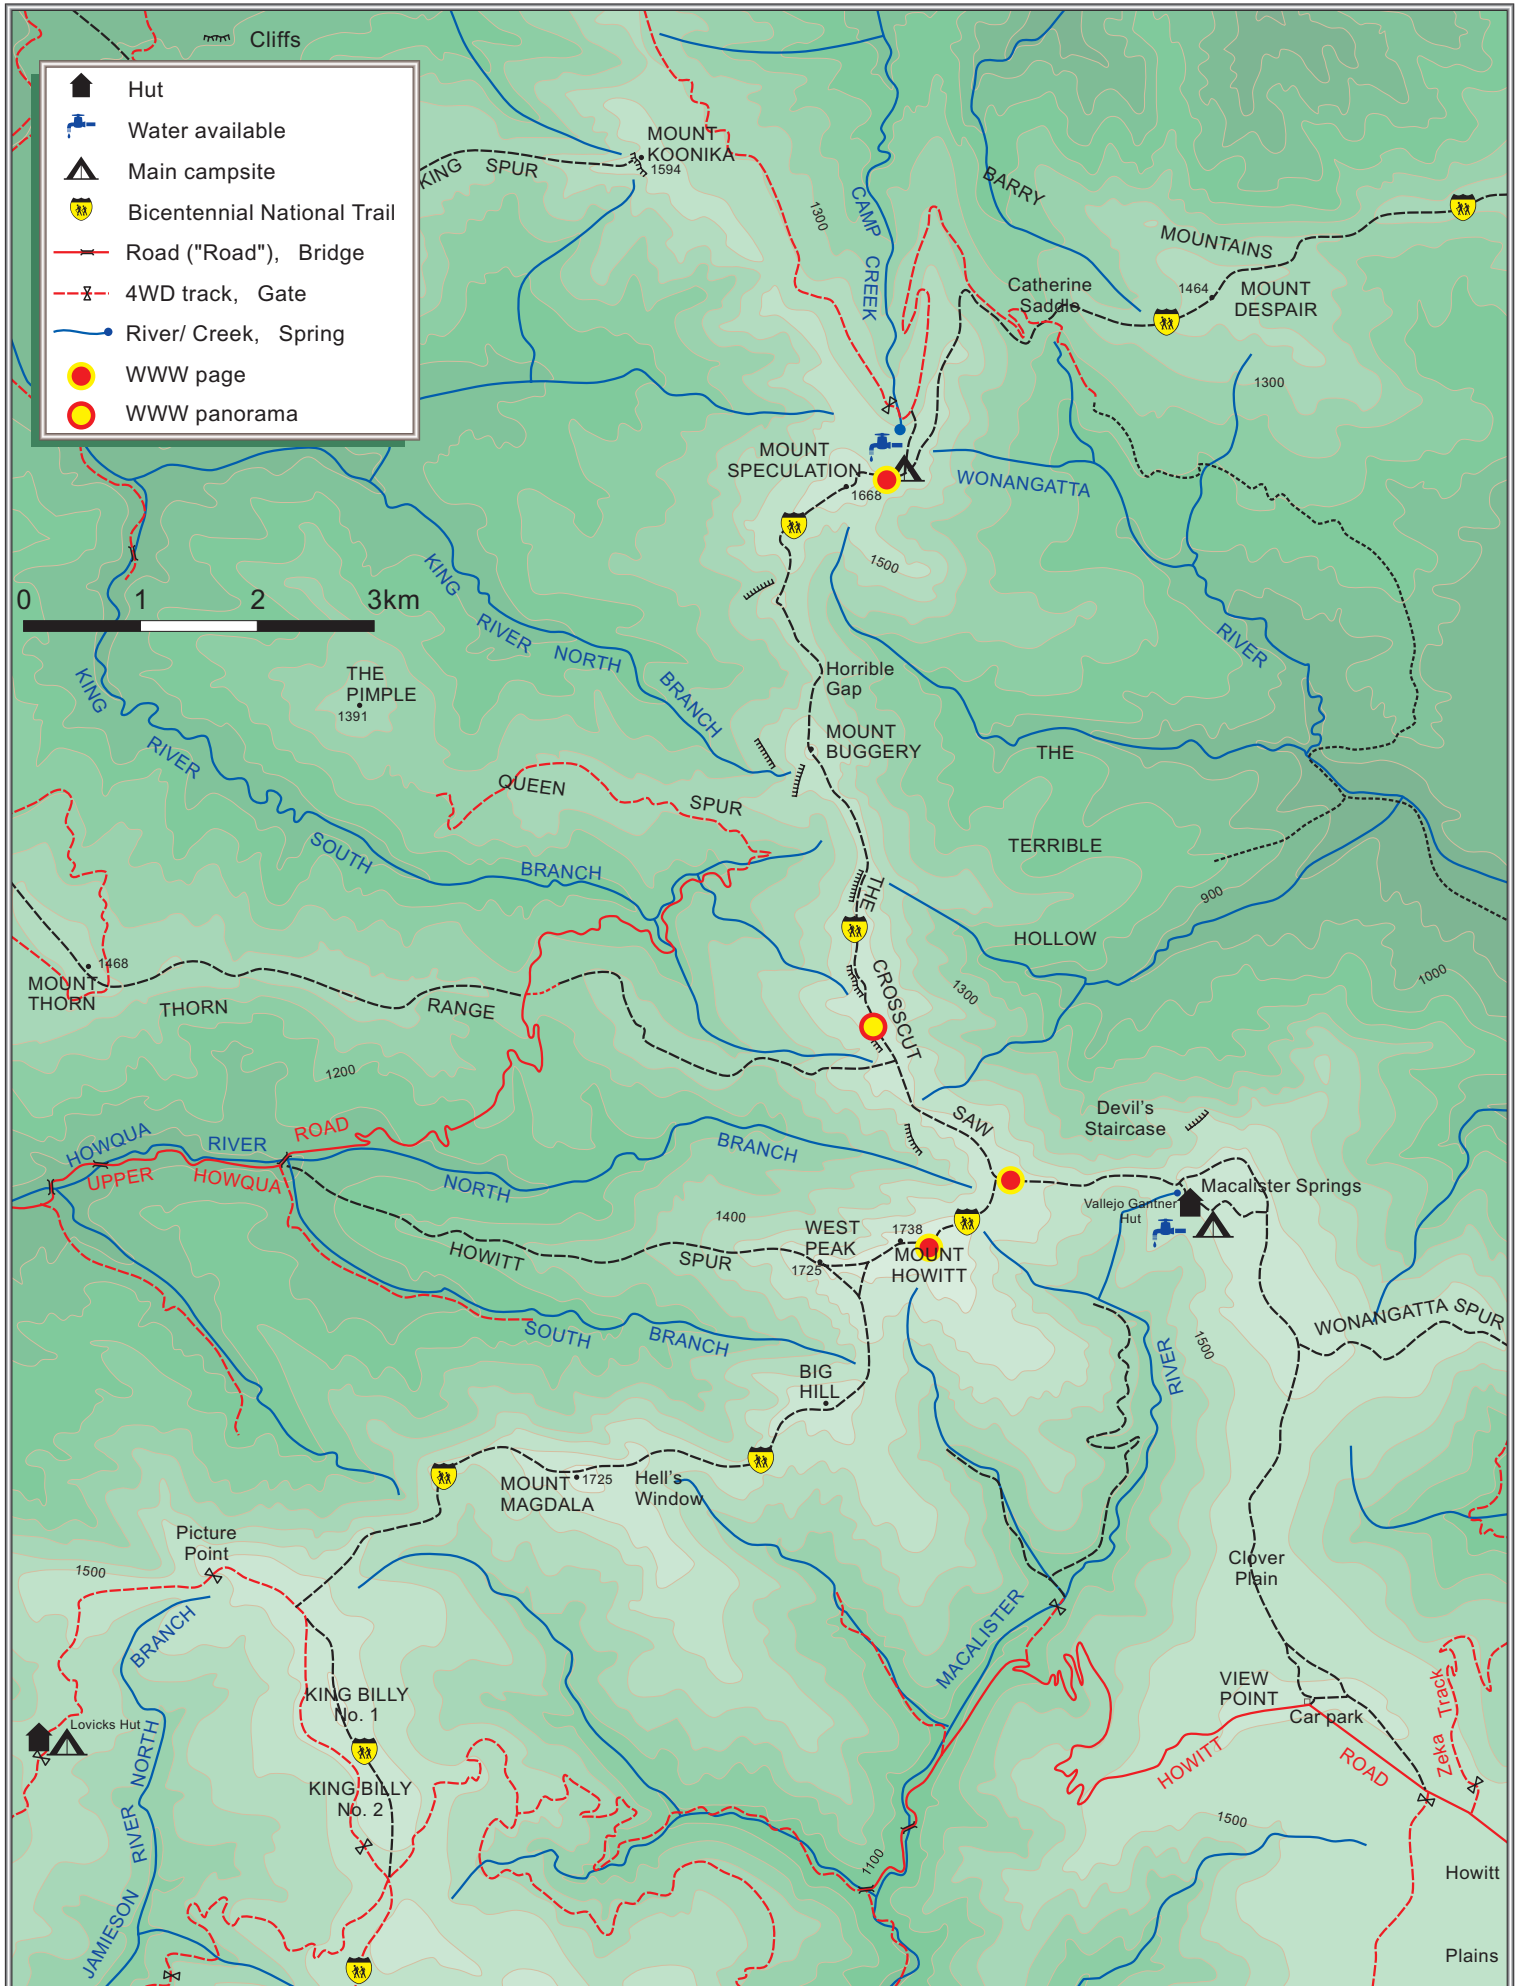 Cliffs
Hut
Water available
Main campsite
Bicentennial National Trail
Road ("Road"), Bridge
4WD track, Gate
River/ Creek, Spring
WWW page
WWW panorama
MOUNT
KOONIKA
1594
KING SPUR
1300
CAMP CREEK
BARRY
MOUNTAINS
Catherine
Saddle
1464
MOUNT
DESPAIR
1300
MOUNT
SPECULATION
1668
WONANGATTA
RIVER
1500
0 1 2 3km
KING
RIVER NORTH
BRANCH
THE
PIMPLE
1391
KING
RIVER
SOUTH
BRANCH
Horrible
Gap
MOUNT
BUGGERY
THE
TERRIBLE
HOLLOW
QUEEN
SPUR
900
1000
1300
THE
CROSSCUT
SAW
1468
MOUNT
THORN
THORN
RANGE
1200
Devil's
Staircase
HOWQUA
RIVER
ROAD
UPPER
HOWQUA
NORTH
BRANCH
Macalister Springs
Vallejo Gantner
Hut
1400
WEST
PEAK
1725
1738
MOUNT
HOWITT
HOWITT
SPUR
SOUTH
BRANCH
WONANGATTA SPUR
1500
RIVER
BIG
HILL
MOUNT
MAGDALA
1725
Hell's
Window
Picture
Point
1500
BRANCH
Clover
Plain
MACALISTER
KING BILLY
No. 1
Lovicks Hut
NORTH
RIVER
JAMIESON
KING BILLY
No. 2
VIEW
POINT
Car park
HOWITT
ROAD
Zeka Track
1500
1100
Howitt
Plains